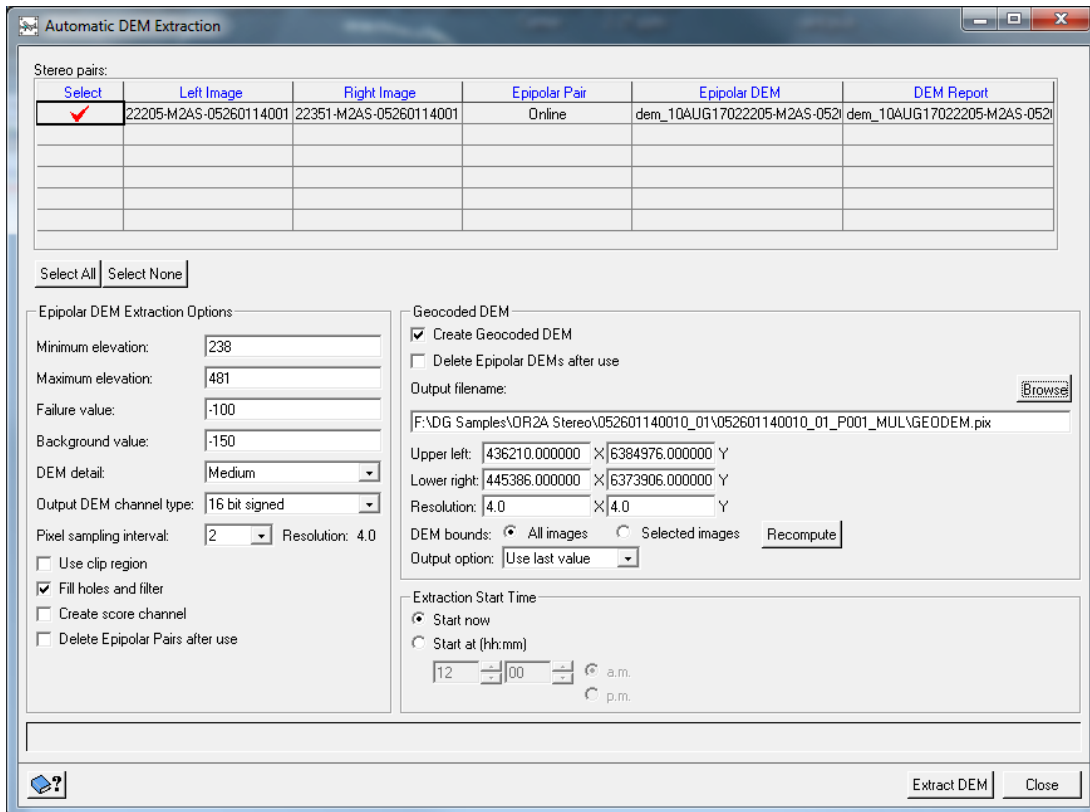 Automatic DEM Extraction
Stereo pairs:
Select Left Image Right Image Epipolar Pair Epipolar DEM DEM Report
22205-M2AS-05260114001 22351-M2AS-05260114001 Online dem_10AUG17022205-M2AS-052 dem_10AUG17022205-M2AS-052
Select All Select None
Epipolar DEM Extraction Options
Minimum elevation: 238
Maximum elevation: 481
Failure value: -100
Background value: -150
DEM detail: Medium
Output DEM channel type: 16 bit signed
Pixel sampling interval: 2 Resolution: 4.0
Use clip region
Fill holes and filter
Create score channel
Delete Epipolar Pairs after use
Geocoded DEM
Create Geocoded DEM
Delete Epipolar DEMs after use
Output filename:
Browse
F:\DG Samples\OR2A Stereo\052601140010_01\052601140010_01_P001_MUL\GEODEM.pix
Upper left: 436210.000000 X 6384976.000000 Y
Lower right: 445386.000000 X 6373906.000000 Y
Resolution: 4.0 X 4.0 Y
DEM bounds: All images Selected images Recompute
Output option: Use last value
Extraction Start Time
Start now
Start at (hh:mm)
12 00 a.m.
p.m.
?
Extract DEM Close